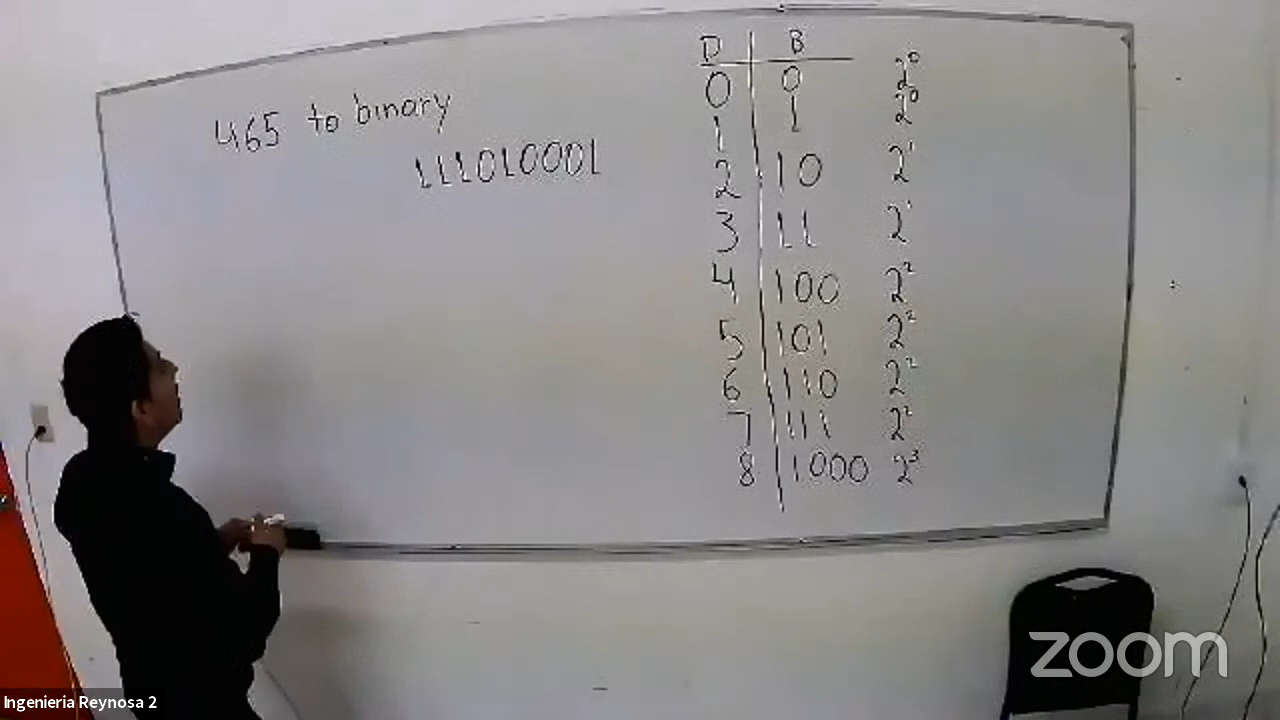 465 to binary
111010001
D B
0 0 2⁰
1 1 2⁰
2 10 2¹
3 11 2¹
4 100 2²
5 101 2²
6 110 2²
7 111 2²
8 1000 2³
zoom
Ingenieria Reynosa 2